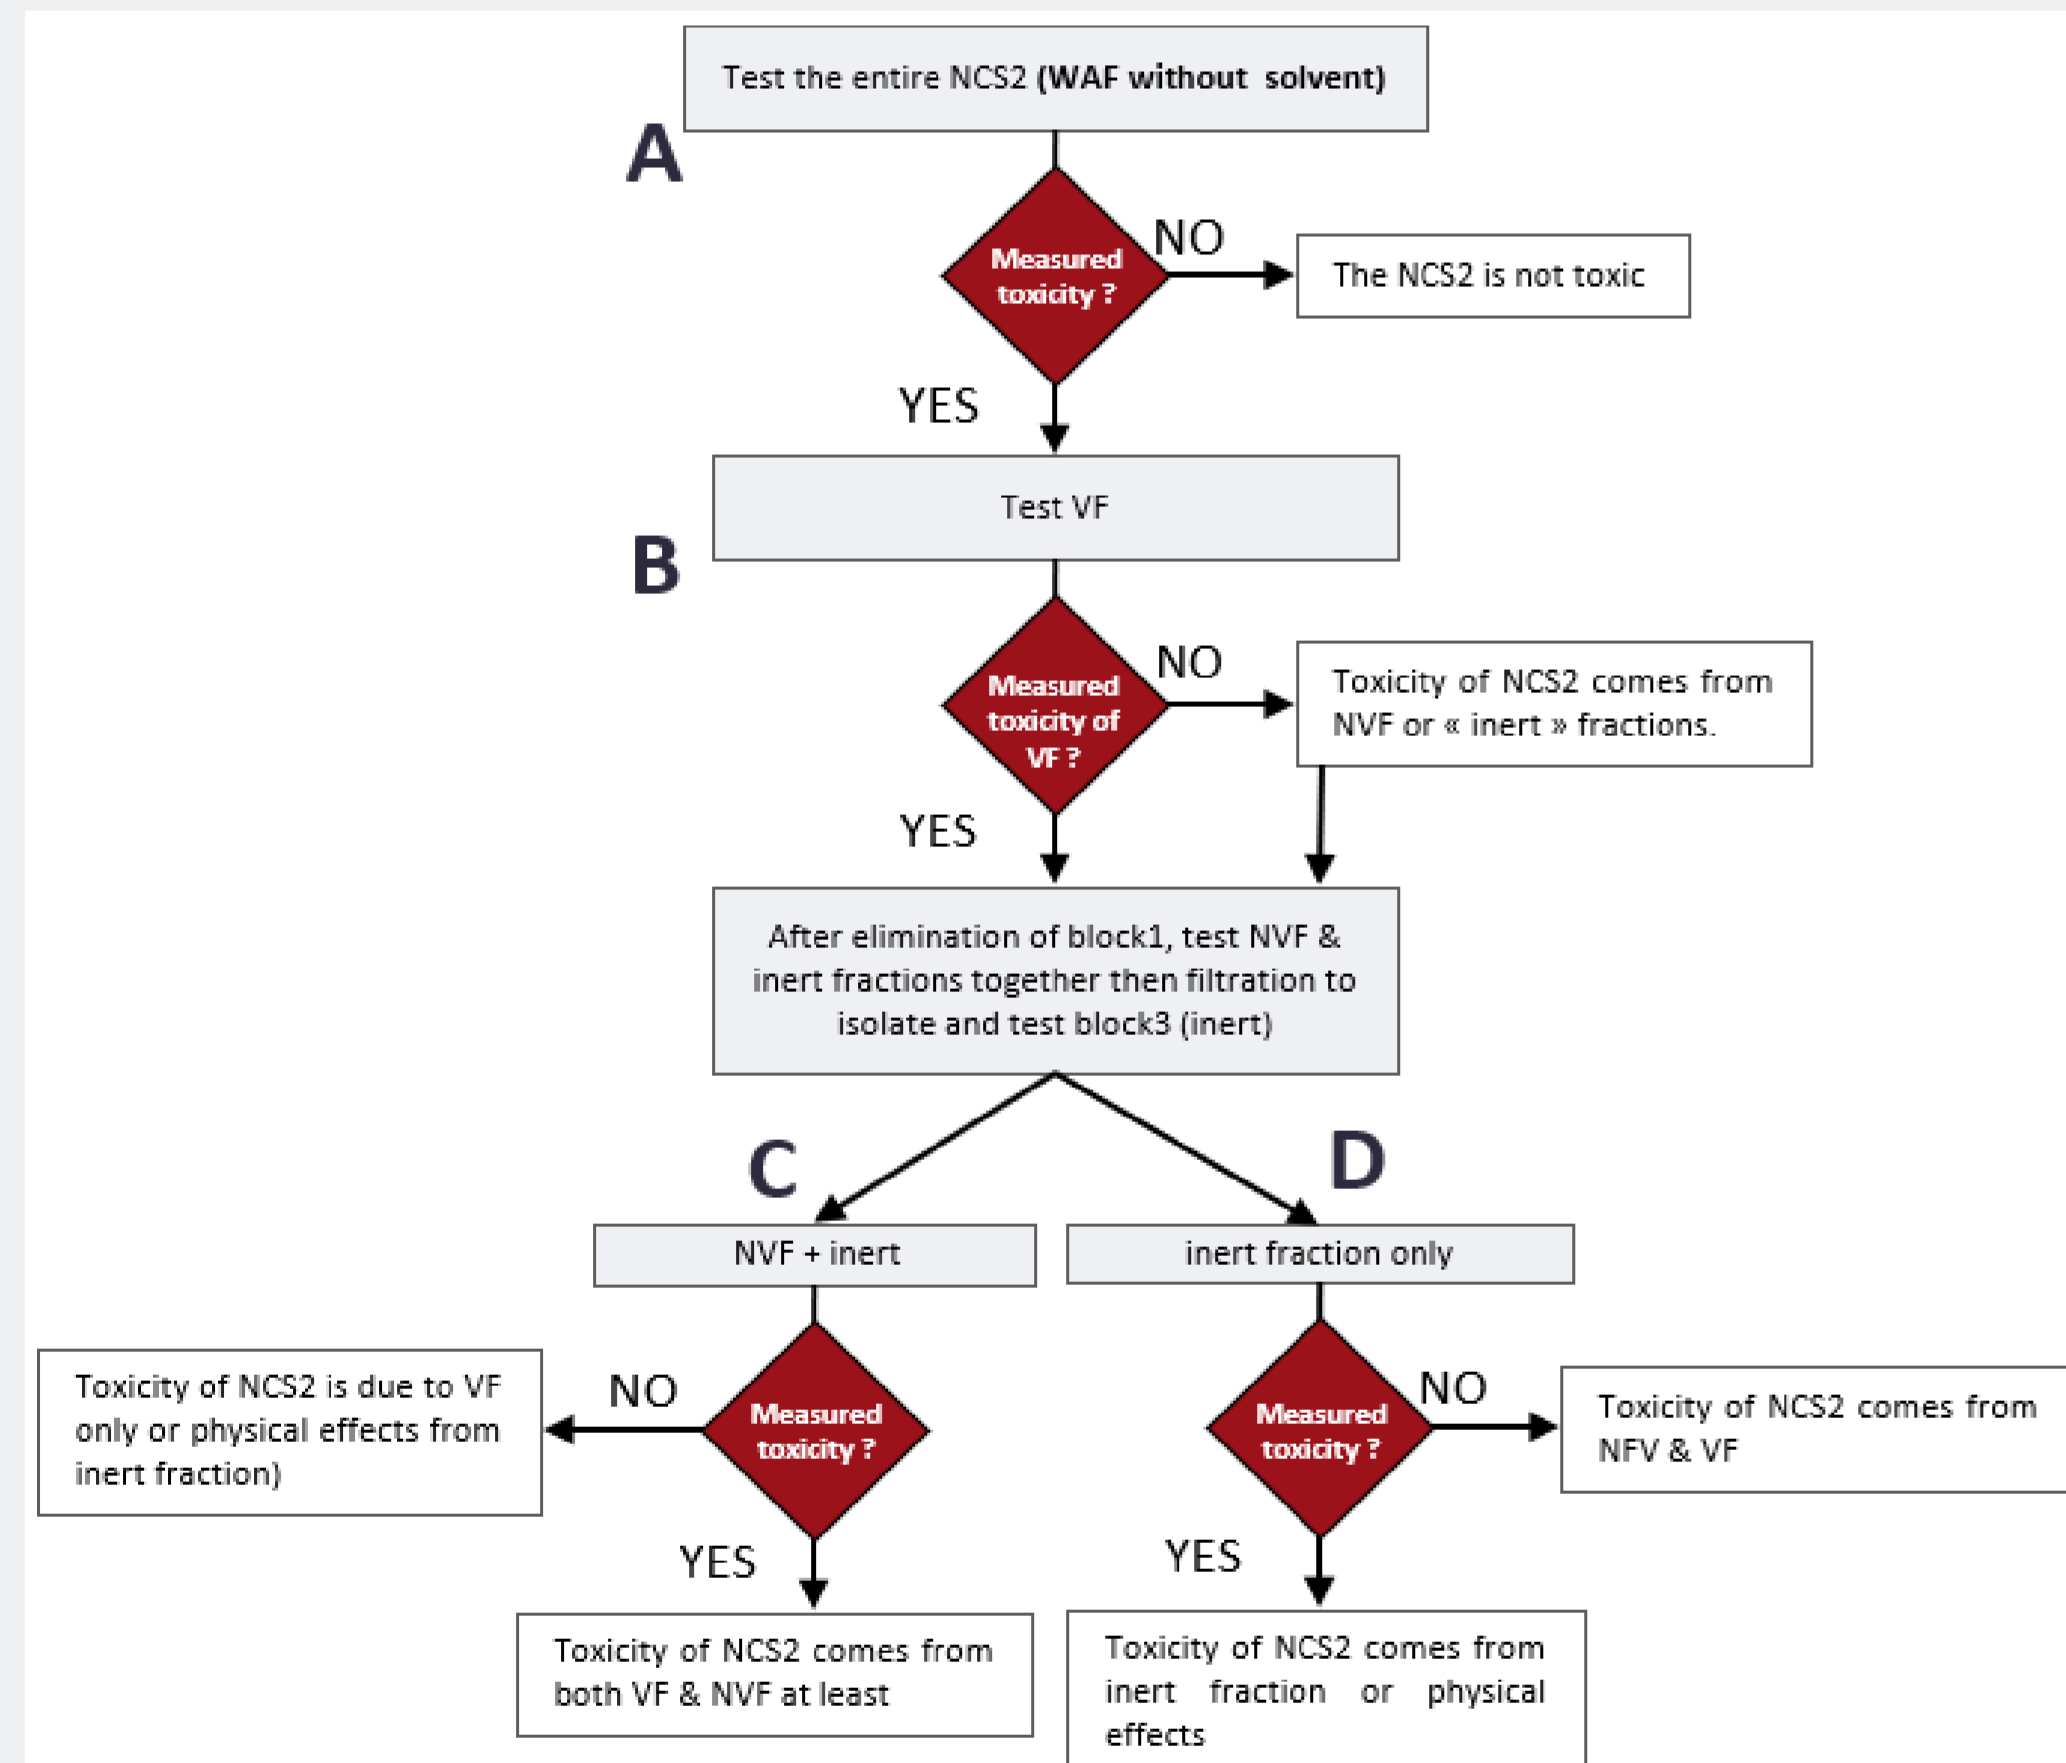 Test the entire NCS2 (WAF without solvent)
A
Measured
toxicity ?
NO
The NCS2 is not toxic
YES
Test VF
B
Measured
toxicity of
VF ?
NO
Toxicity of NCS2 comes from
NVF or « inert » fractions.
YES
After elimination of block1, test NVF &
inert fractions together then filtration to
isolate and test block3 (inert)
C
D
NVF + inert
inert fraction only
Toxicity of NCS2 is due to VF
only or physical effects from
inert fraction)
NO
Measured
toxicity ?
Measured
toxicity ?
NO
Toxicity of NCS2 comes from
NFV & VF
YES
YES
Toxicity of NCS2 comes from
both VF & NVF at least
Toxicity of NCS2 comes from
inert fraction or physical
effects